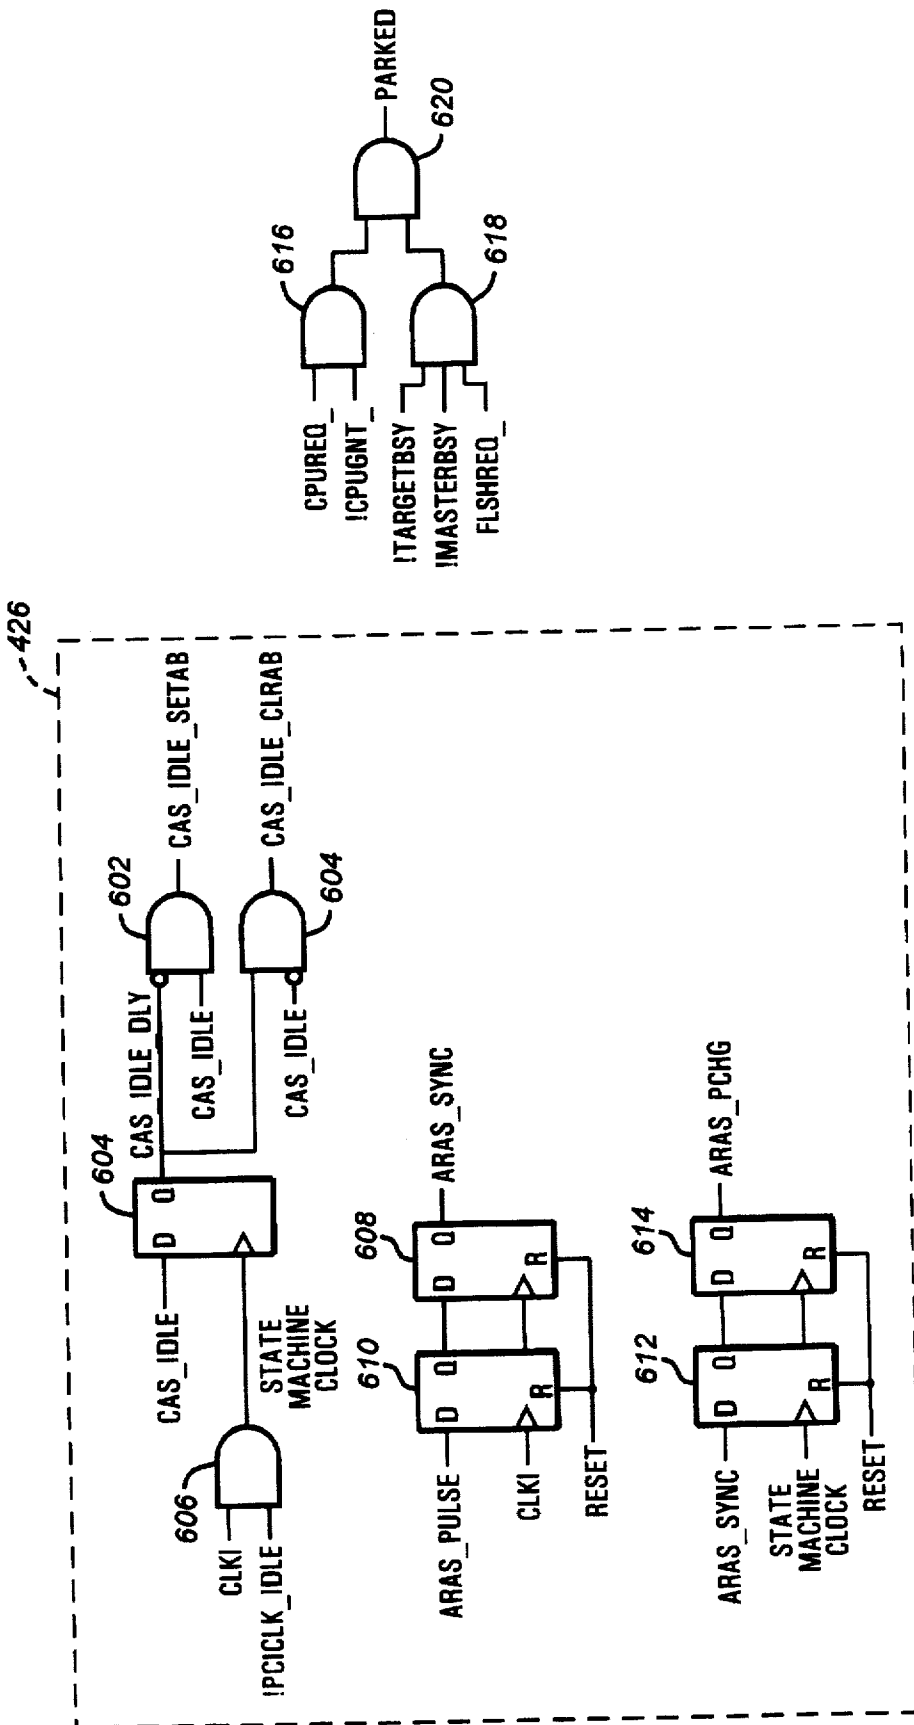 426
CAS_IDLE
604
D
Q
CAS_IDLE_DLY
CAS_IDLE
602
CAS_IDLE_SETAB
CAS_IDLE
604
CAS_IDLE_CLRAB
CLKI
!PCICLK_IDLE
606
STATE
MACHINE
CLOCK
ARAS_PULSE
CLKI
RESET
610
D
Q
R
608
D
Q
R
ARAS_SYNC
ARAS_SYNC
STATE
MACHINE
CLOCK
RESET
612
D
Q
R
614
D
Q
R
ARAS_PCHG
CPUREQ_
!CPUGNT_
616
!TARGETBSY
!MASTERBSY
FLSHREQ_
618
620
PARKED